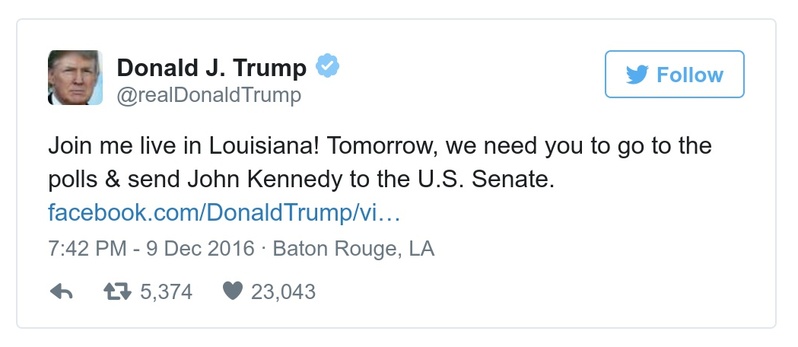 Donald J. Trump
@realDonaldTrump
Follow
Join me live in Louisiana! Tomorrow, we need you to go to the
polls & send John Kennedy to the U.S. Senate.
facebook.com/DonaldTrump/vi…
7:42 PM - 9 Dec 2016 · Baton Rouge, LA
5,374 23,043